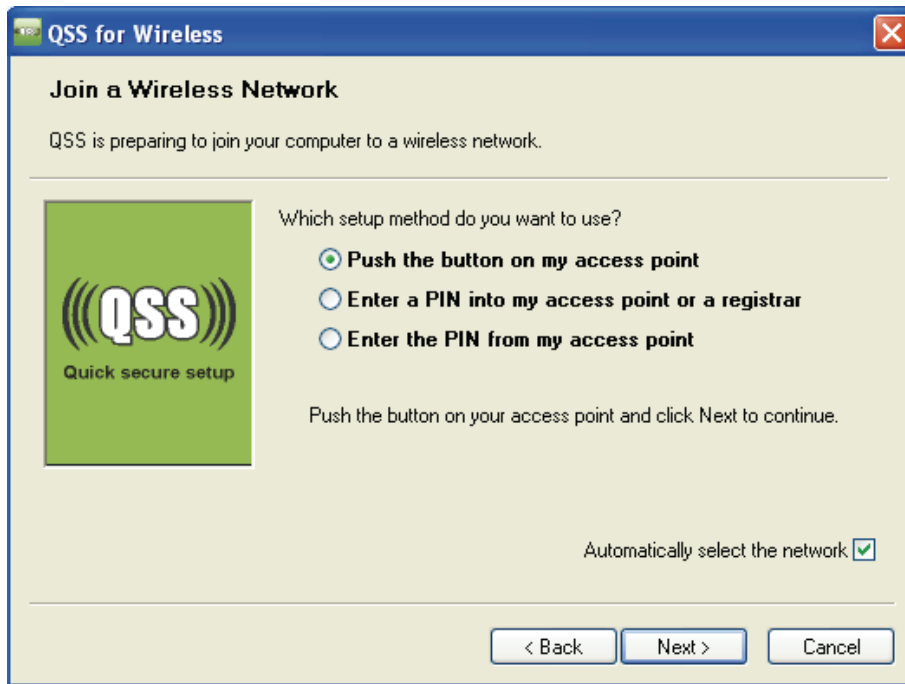 QSS for Wireless
Join a Wireless Network
QSS is preparing to join your computer to a wireless network.
Which setup method do you want to use?
Push the button on my access point
Enter a PIN into my access point or a registrar
Enter the PIN from my access point
(((QSS)))
Quick secure setup
Push the button on your access point and click Next to continue.
Automatically select the network
< Back
Next >
Cancel